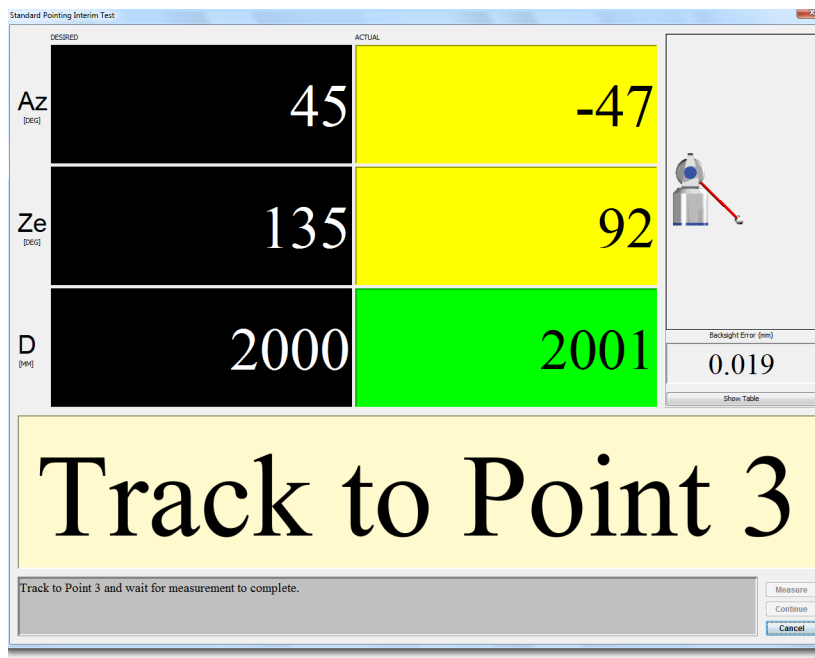 Standard Pointing Interim Test
DESIRED
ACTUAL
Az
[DEG]
45
-47
Ze
[DEG]
135
92
D
[MM]
2000
2001
Backsight Error (mm)
0.019
Show Table
Track to Point 3
Track to Point 3 and wait for measurement to complete.
Measure
Continue
Cancel